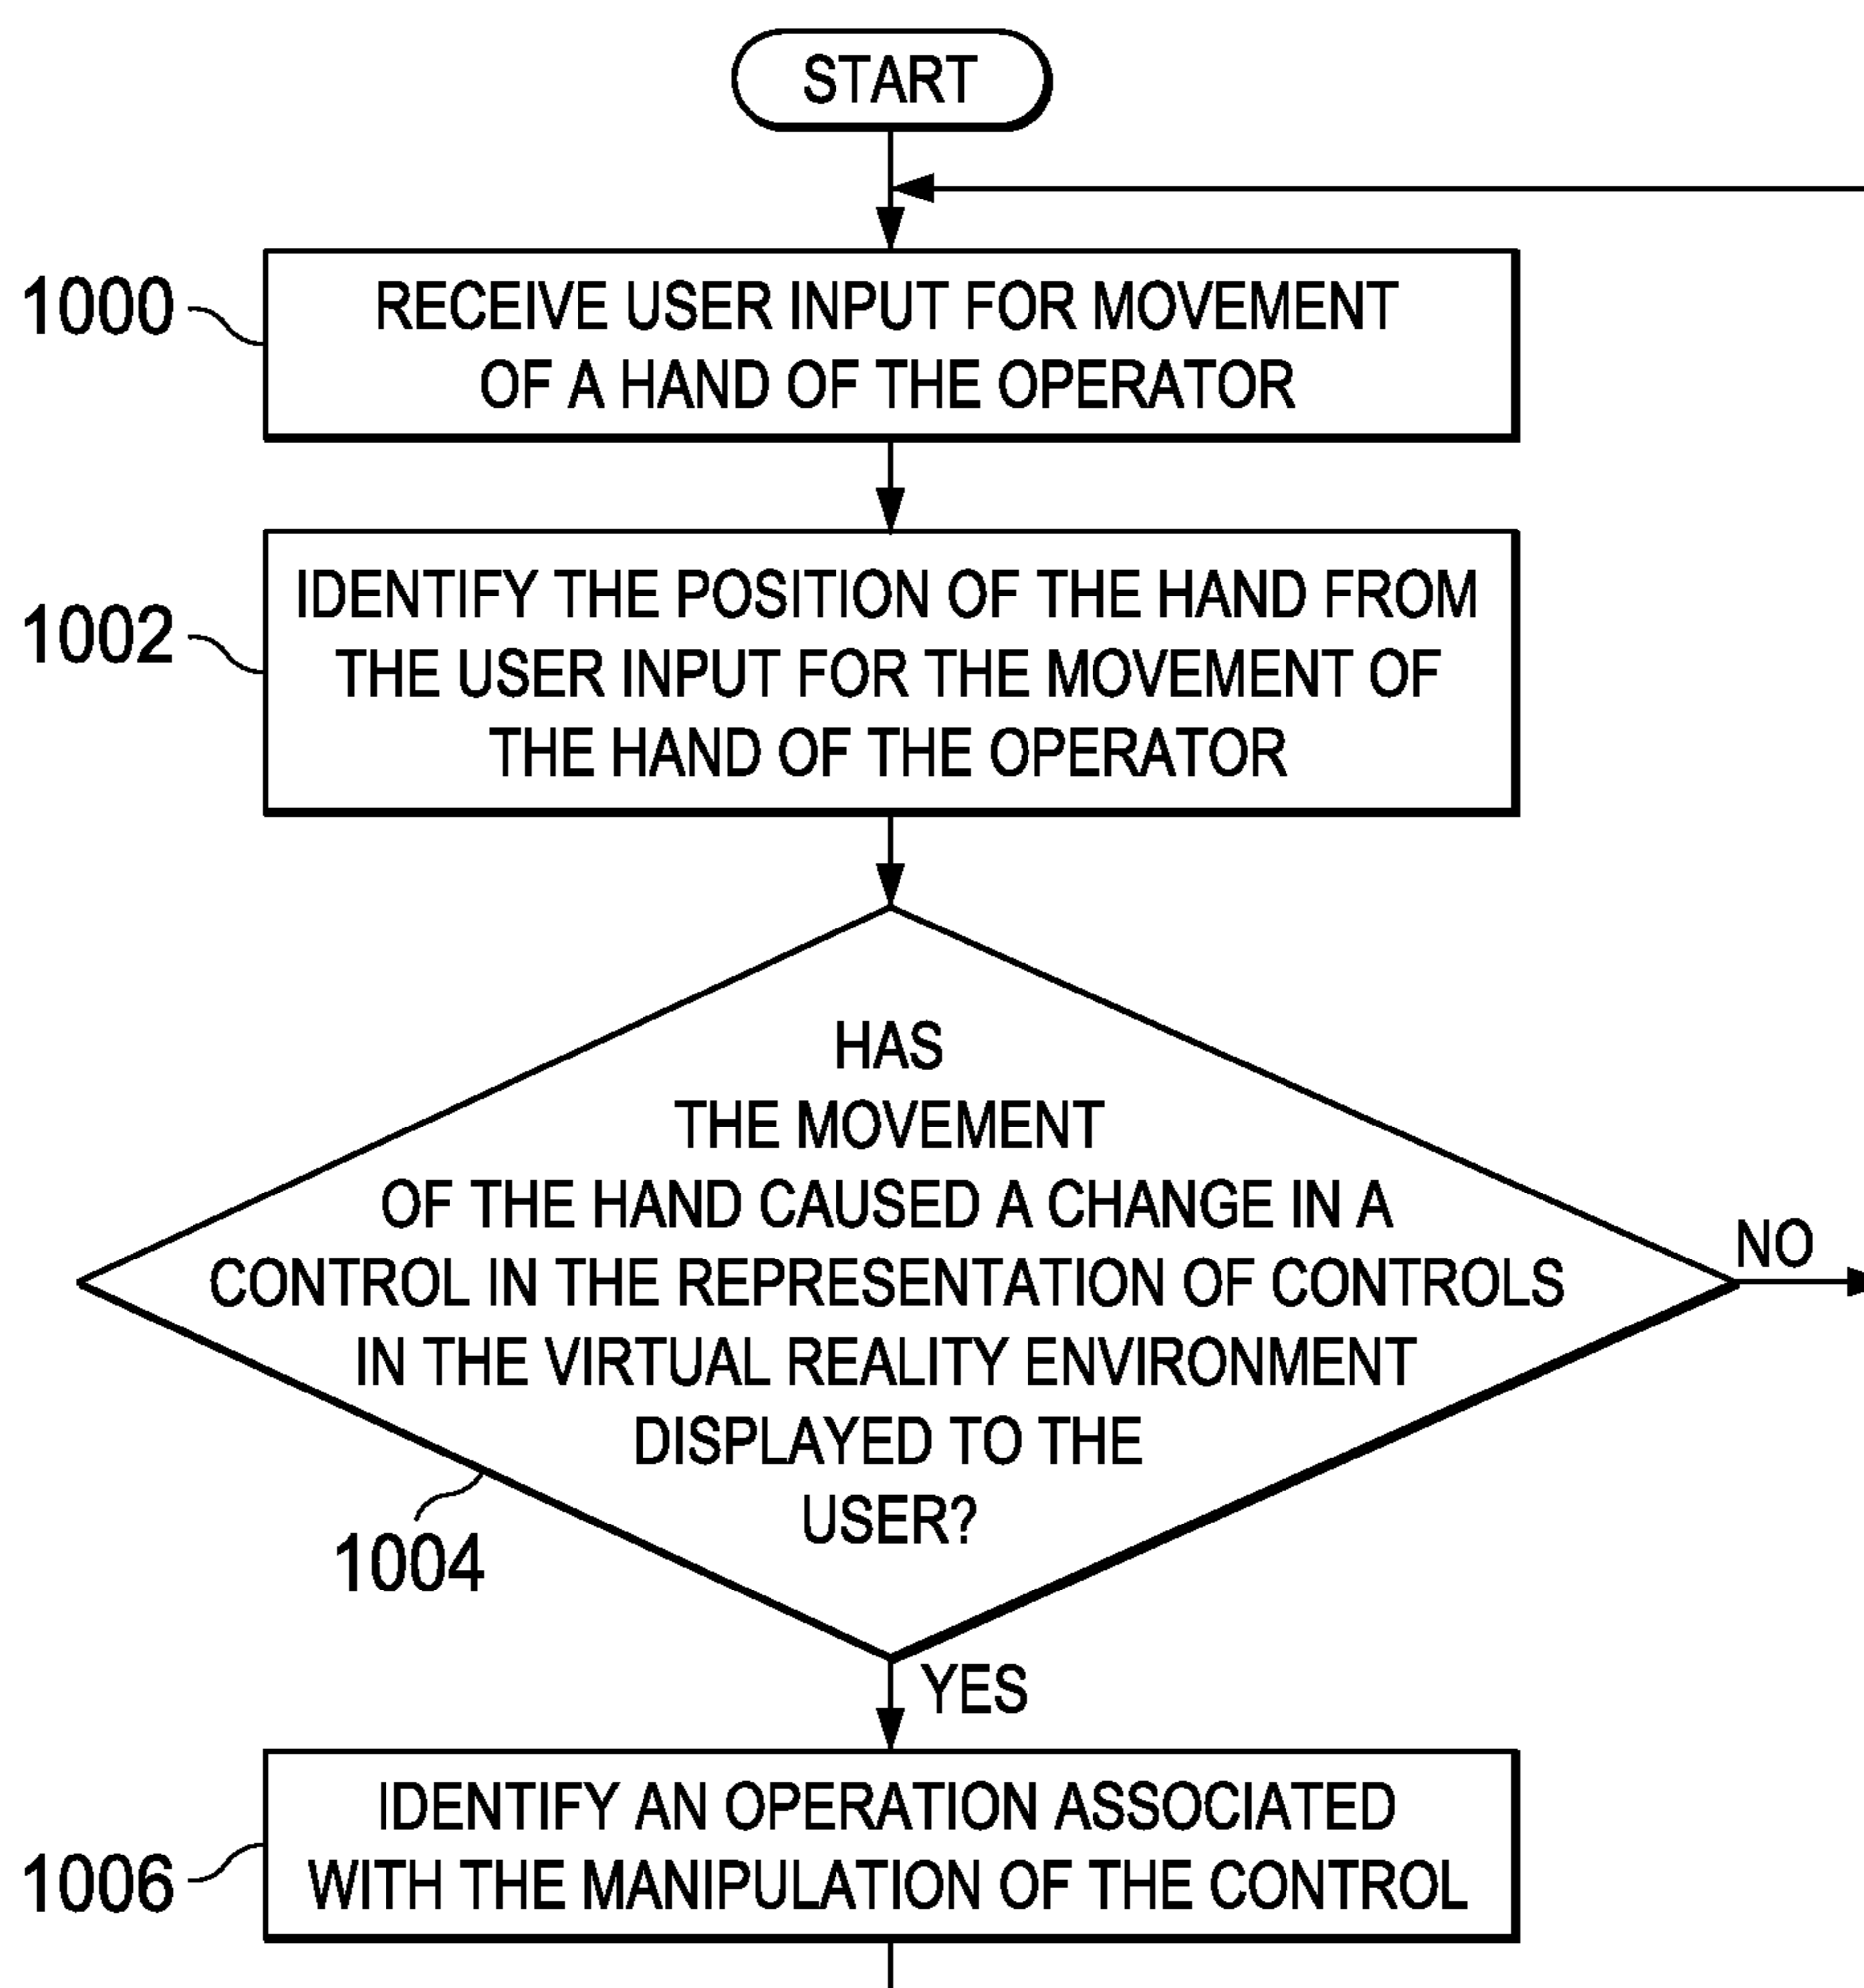 START
1000
RECEIVE USER INPUT FOR MOVEMENT
OF A HAND OF THE OPERATOR
1002
IDENTIFY THE POSITION OF THE HAND FROM
THE USER INPUT FOR THE MOVEMENT OF
THE HAND OF THE OPERATOR
HAS
THE MOVEMENT
OF THE HAND CAUSED A CHANGE IN A
CONTROL IN THE REPRESENTATION OF CONTROLS
IN THE VIRTUAL REALITY ENVIRONMENT
DISPLAYED TO THE
USER?
NO
1004
YES
1006
IDENTIFY AN OPERATION ASSOCIATED
WITH THE MANIPULATION OF THE CONTROL